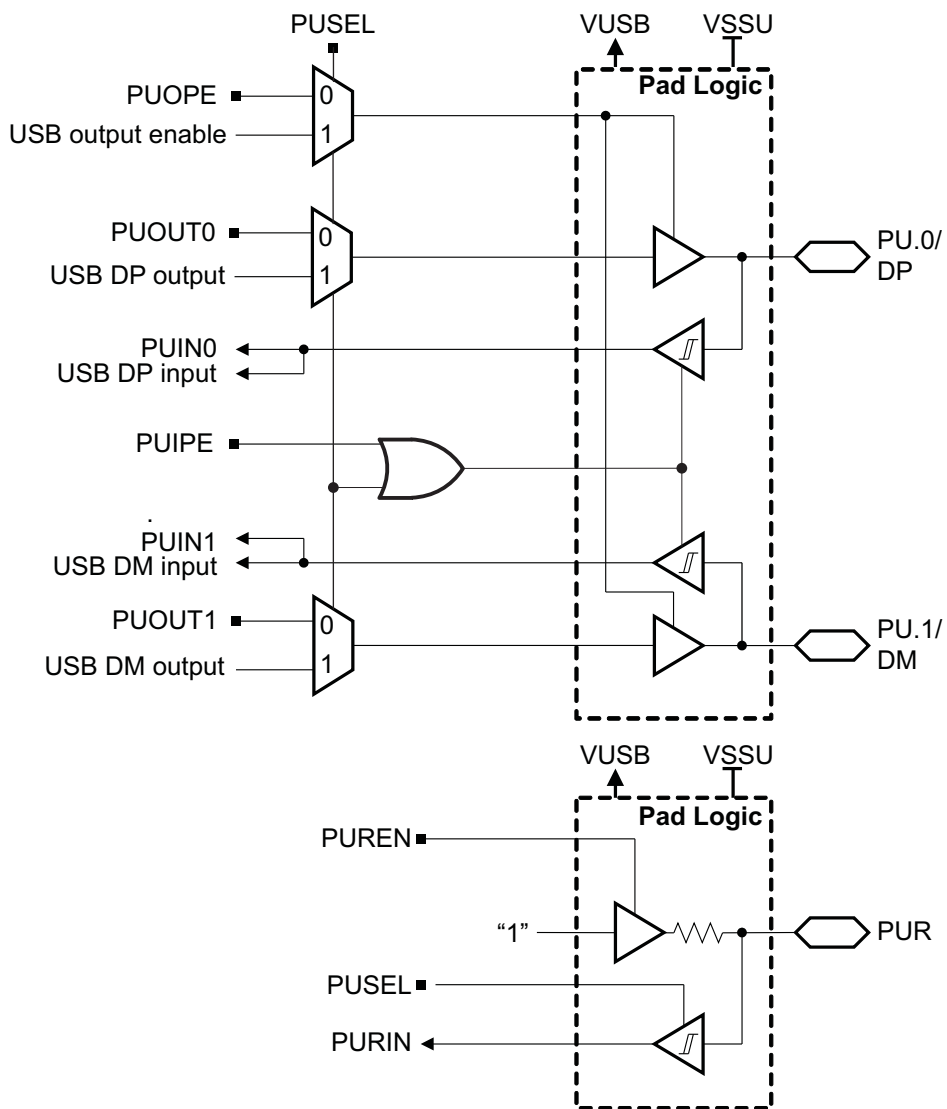 PUSEL
VUSB
VSSU
Pad Logic
PUOPE
0
USB output enable
1
PUOUT0
0
USB DP output
1
PU.0/
DP
PUIN0
USB DP input
PUIPE
.
PUIN1
USB DM input
PUOUT1
0
USB DM output
1
PU.1/
DM
VUSB
VSSU
Pad Logic
PUREN
“1”
PUR
PUSEL
PURIN